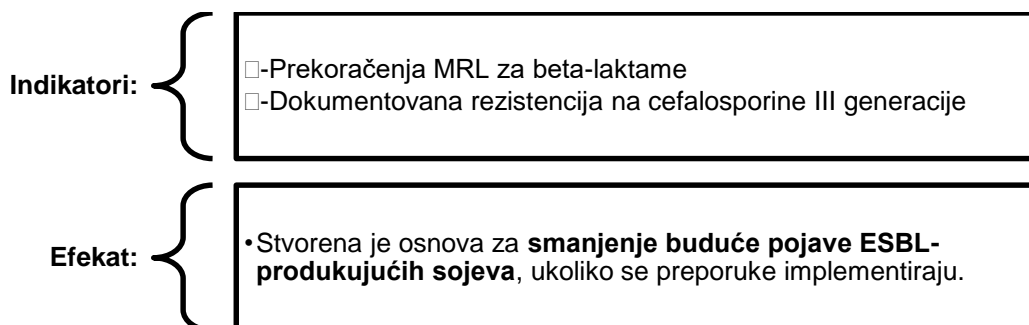 Indikatori:
□-Prekoračenja MRL za beta-laktame
□-Dokumentovana rezistencija na cefalosporine III generacije
Efekat:
•Stvorena je osnova za smanjenje buduće pojave ESBL-
produkujućih sojeva, ukoliko se preporuke implementiraju.